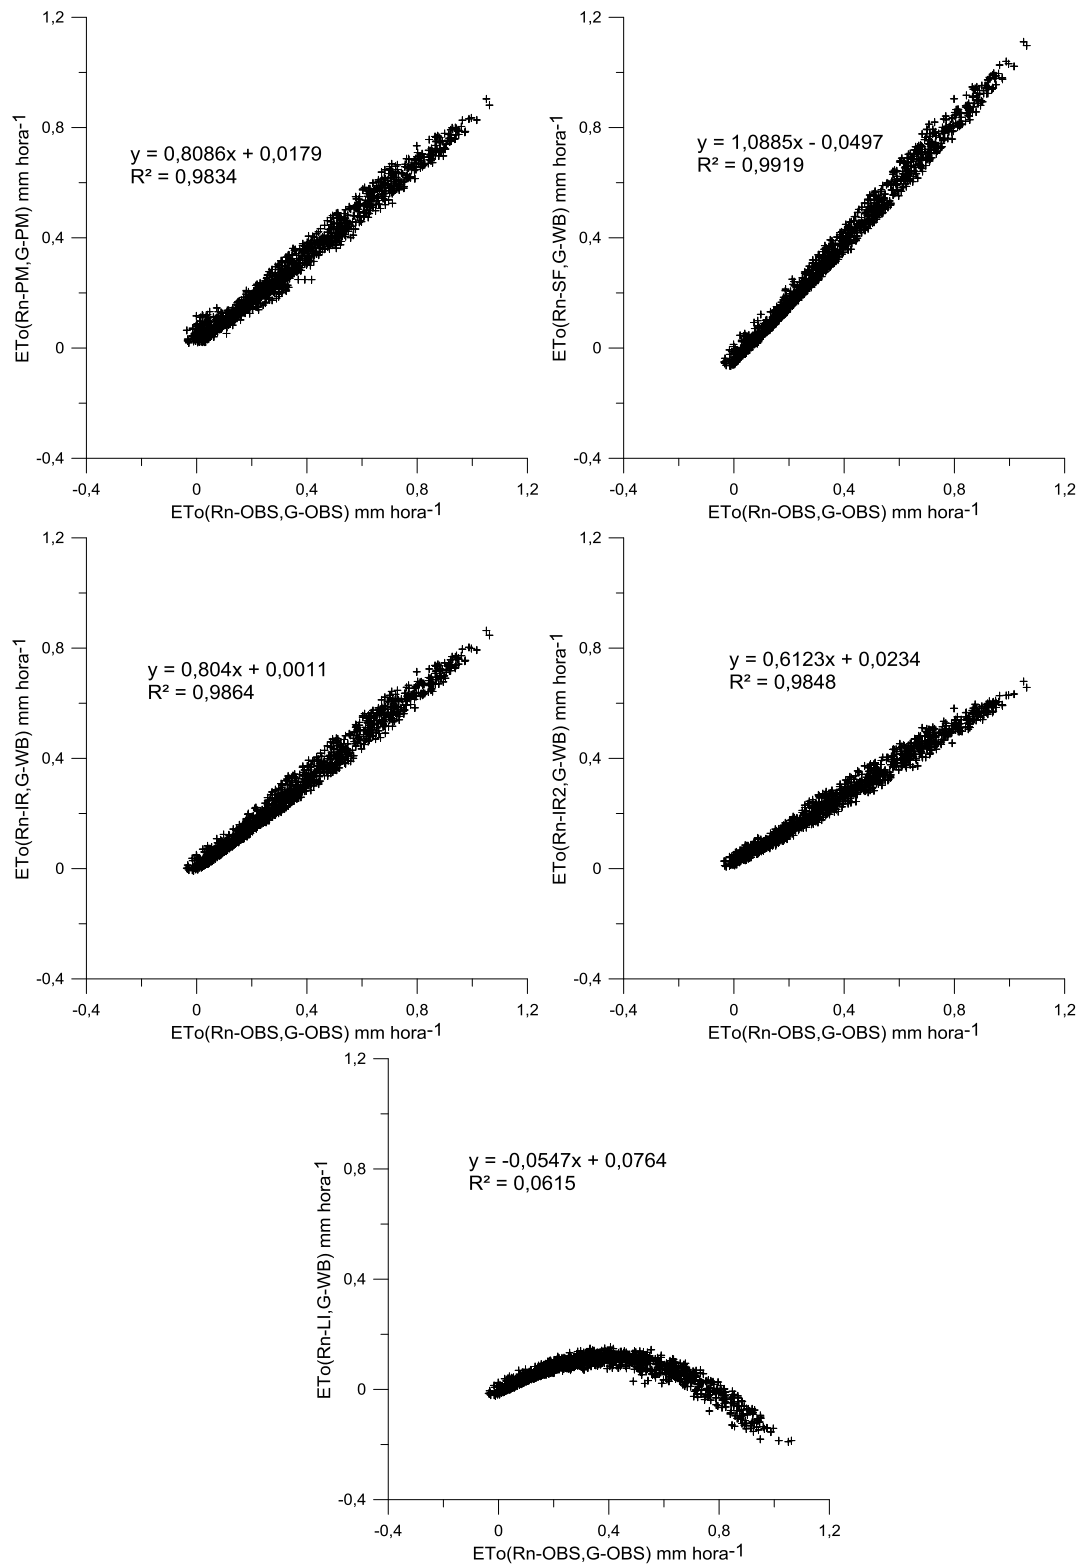 1,2
0,8
0,4
0
-0,4
ETo(Rn-PM,G-PM) mm hora-1
y = 0,8086x + 0,0179
R² = 0,9834
-0,4 0 0,4 0,8 1,2
ETo(Rn-OBS,G-OBS) mm hora-1
1,2
0,8
0,4
0
-0,4
ETo(Rn-SF,G-WB) mm hora-1
y = 1,0885x - 0,0497
R² = 0,9919
-0,4 0 0,4 0,8 1,2
ETo(Rn-OBS,G-OBS) mm hora-1
1,2
0,8
0,4
0
-0,4
ETo(Rn-IR,G-WB) mm hora-1
y = 0,804x + 0,0011
R² = 0,9864
-0,4 0 0,4 0,8 1,2
ETo(Rn-OBS,G-OBS) mm hora-1
1,2
0,8
0,4
0
-0,4
ETo(Rn-IR2,G-WB) mm hora-1
y = 0,6123x + 0,0234
R² = 0,9848
-0,4 0 0,4 0,8 1,2
ETo(Rn-OBS,G-OBS) mm hora-1
1,2
0,8
0,4
0
-0,4
ETo(Rn-LI,G-WB) mm hora-1
y = -0,0547x + 0,0764
R² = 0,0615
-0,4 0 0,4 0,8 1,2
ETo(Rn-OBS,G-OBS) mm hora-1